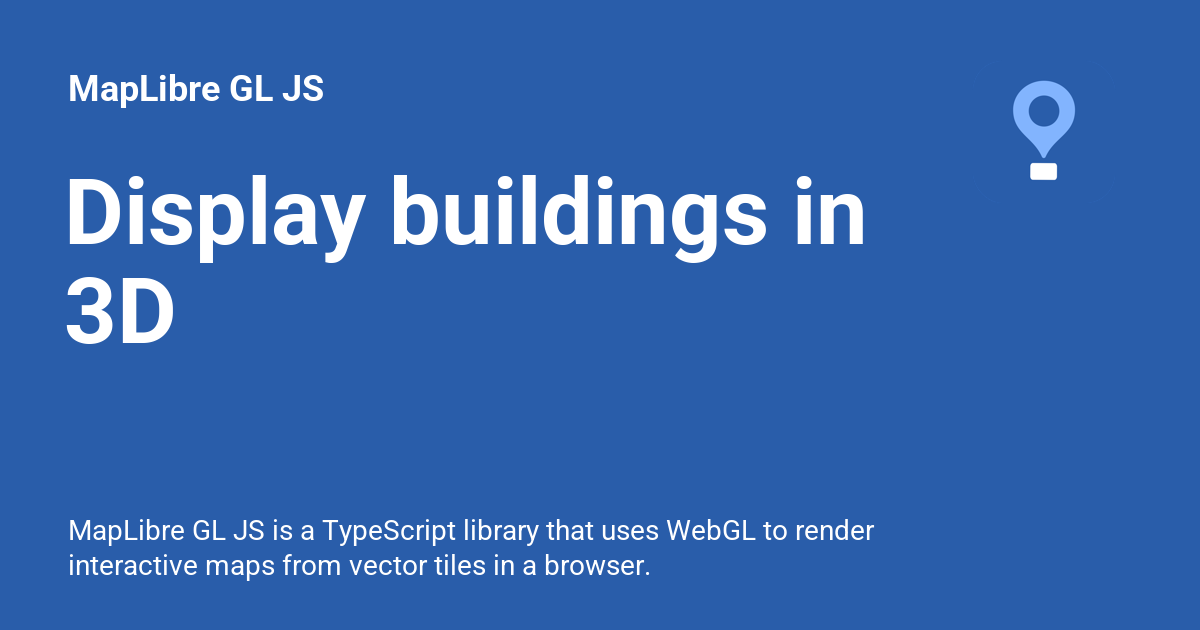 MapLibre GL JS
Display buildings in
3D
MapLibre GL JS is a TypeScript library that uses WebGL to render
interactive maps from vector tiles in a browser.